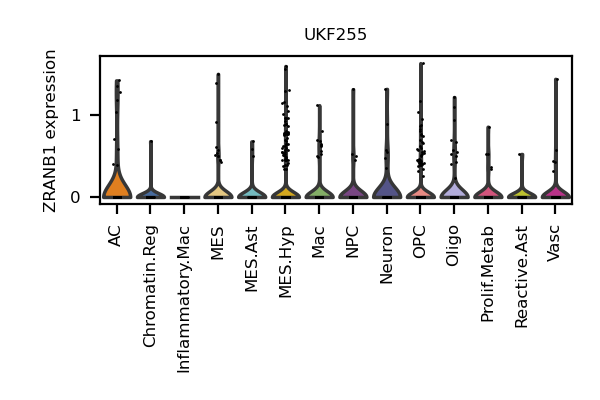 UKF255
ZRANB1 expression
1
0
AC
Chromatin.Reg
Inflammatory.Mac
MES
MES.Ast
MES.Hyp
Mac
NPC
Neuron
OPC
Oligo
Prolif.Metab
Reactive.Ast
Vasc